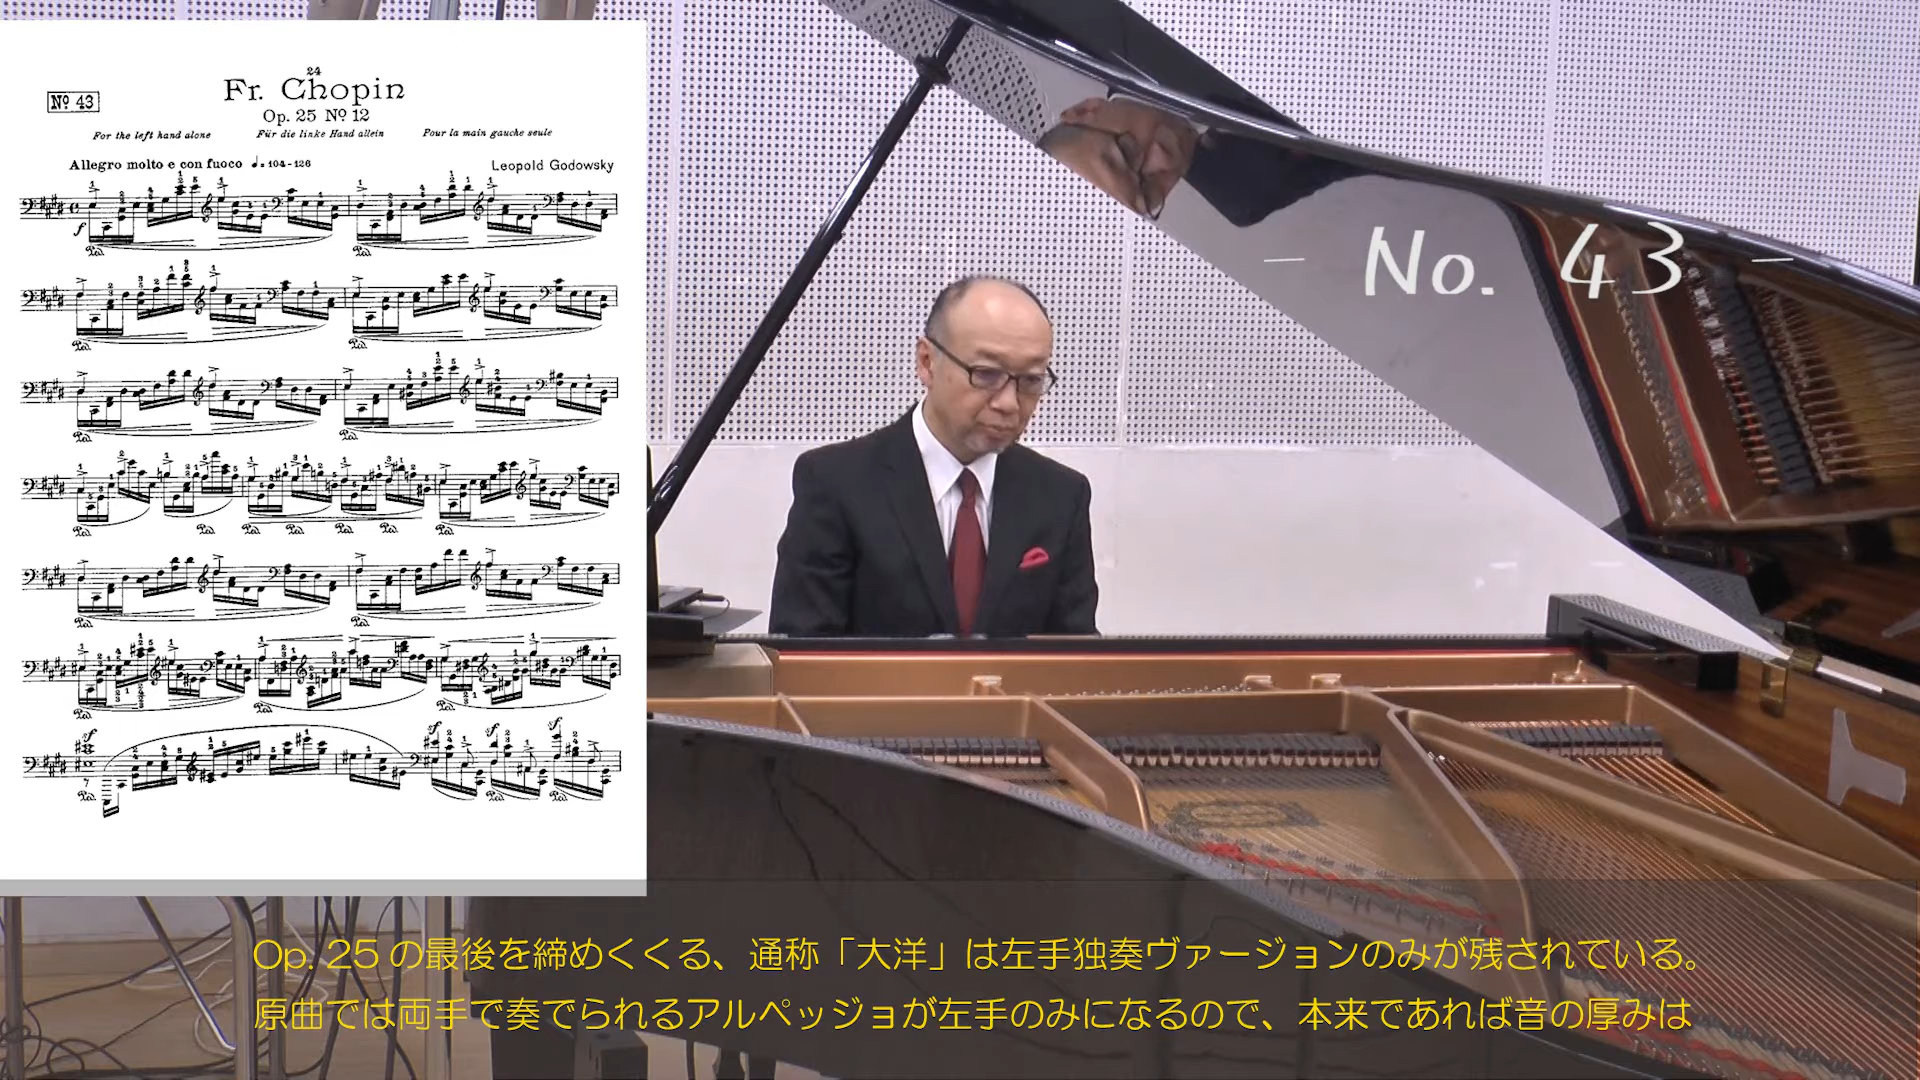 24
Fr. Chopin
Op. 25 Nº 12
Nº 43
For the left hand alone
Für die linke Hand allein
Pour la main gauche seule
Allegro molto e con fuoco ♩ = 104-126
Leopold Godowsky
– No. 43 –
Op. 25 の最後を締めくくる、通称「大洋」は左手独奏ヴァージョンのみが残されている。
原曲では両手で奏でられるアルペッジョが左手のみになるので、本来であれば音の厚みは